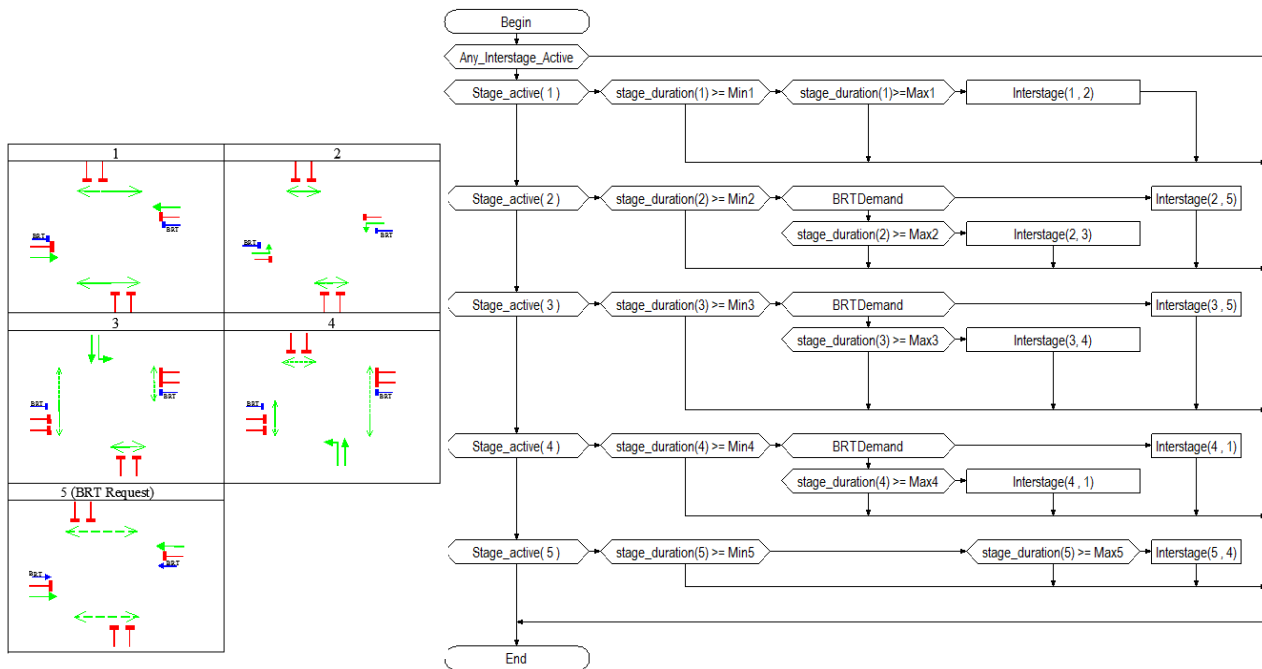 1
2
BRT
BRT
BRT
BRT
3
4
BRT
BRT
BRT
BRT
5 (BRT Request)
BRT
BRT
Begin
Any_Interstage_Active
Stage_active( 1 )
stage_duration(1) >= Min1
stage_duration(1)>=Max1
Interstage(1 , 2)
Stage_active( 2 )
stage_duration(2) >= Min2
BRTDemand
Interstage(2 , 5)
stage_duration(2) >= Max2
Interstage(2, 3)
Stage_active( 3 )
stage_duration(3) >= Min3
BRTDemand
Interstage(3 , 5)
stage_duration(3) >= Max3
Interstage(3, 4)
Stage_active( 4 )
stage_duration(4) >= Min4
BRTDemand
Interstage(4 , 1)
stage_duration(4) >= Max4
Interstage(4 , 1)
Stage_active( 5 )
stage_duration(5) >= Min5
stage_duration(5) >= Max5
Interstage(5 , 4)
End